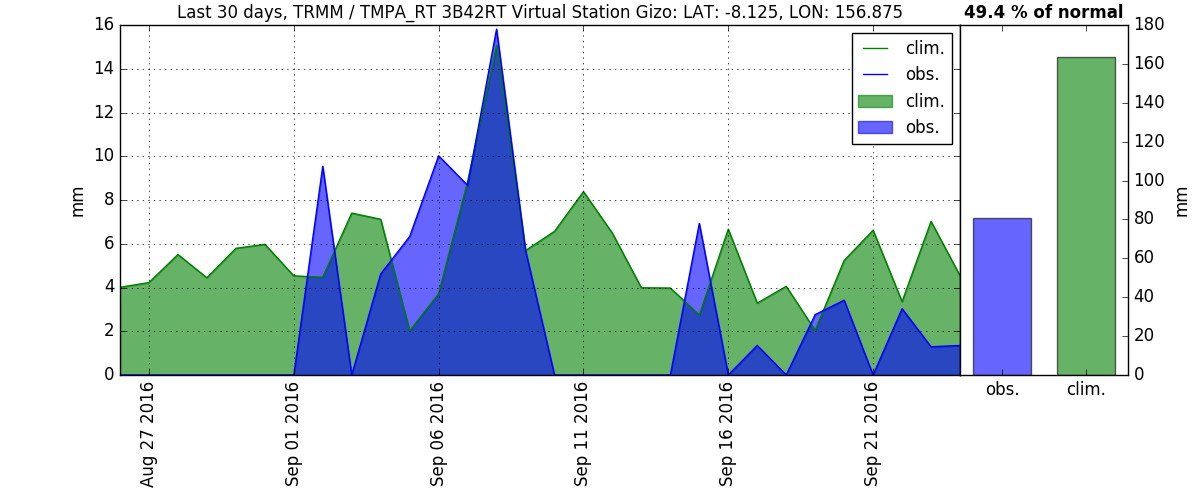 Last 30 days, TRMM / TMPA_RT 3B42RT Virtual Station Gizo: LAT: -8.125, LON: 156.875
49.4 % of normal
16
14
12
10
8
6
4
2
0
mm
clim.
obs.
clim.
obs.
180
160
140
120
100
80
60
40
20
0
mm
obs.
clim.
Aug 27 2016
Sep 01 2016
Sep 06 2016
Sep 11 2016
Sep 16 2016
Sep 21 2016